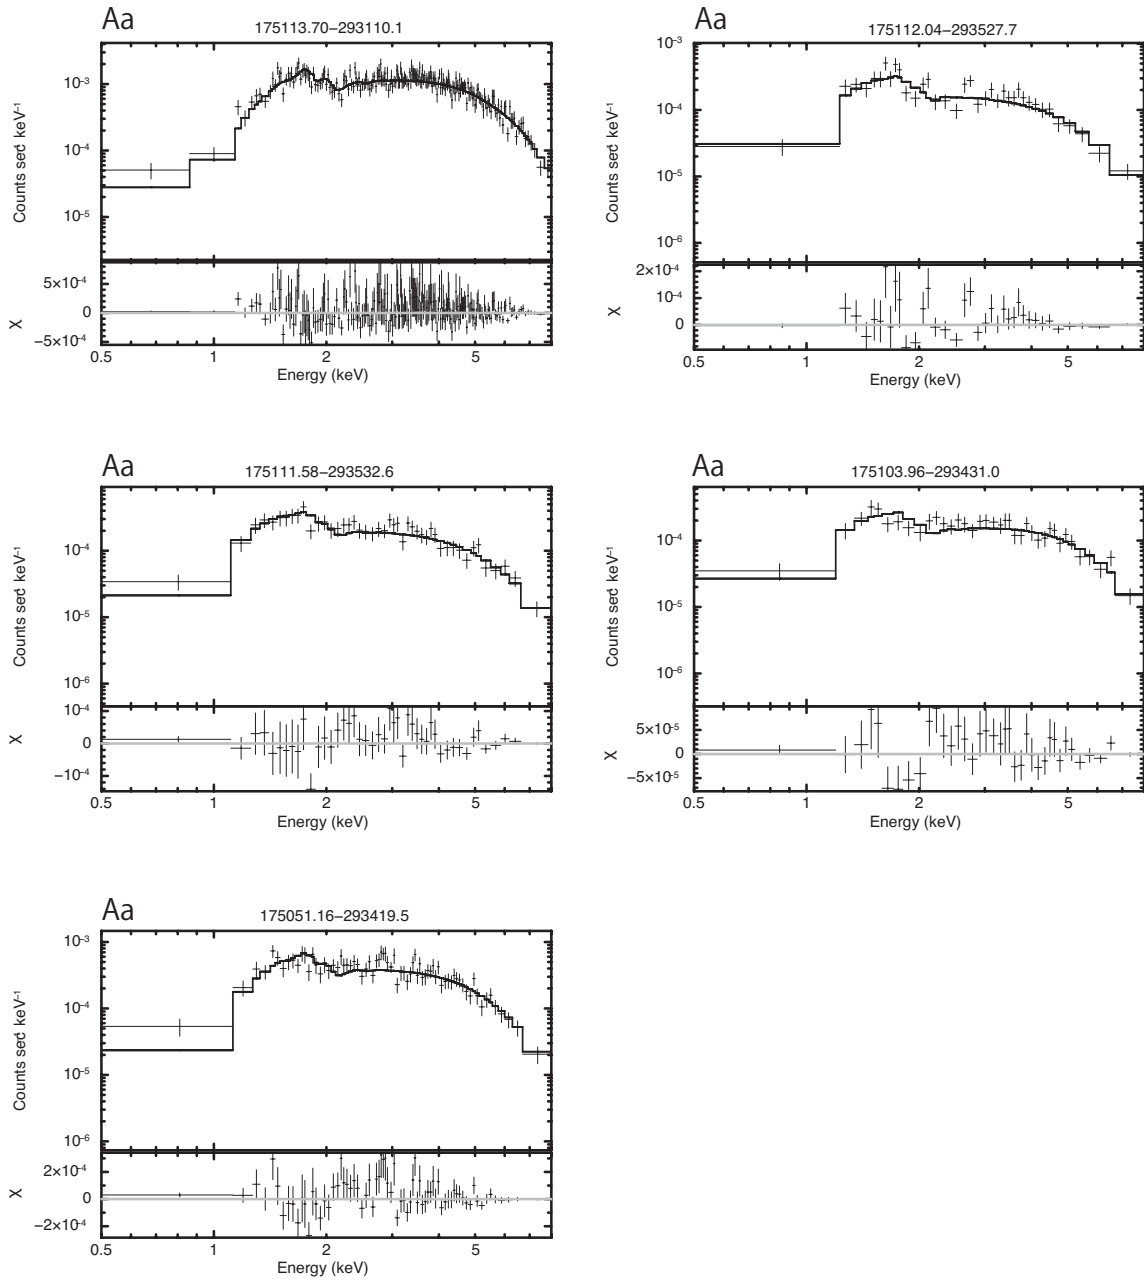 Aa
175113.70−293110.1
10⁻³
10⁻⁴
10⁻⁵
Counts sec keV⁻¹
5×10⁻⁴
0
−5×10⁻⁴
χ
0.5 1 2 5
Energy (keV)
Aa
175112.04−293527.7
10⁻³
10⁻⁴
10⁻⁵
10⁻⁶
Counts sec keV⁻¹
2×10⁻⁴
10⁻⁴
0
χ
0.5 1 2 5
Energy (keV)
Aa
175111.58−293532.6
10⁻⁴
10⁻⁵
10⁻⁶
Counts sec keV⁻¹
10⁻⁴
0
−10⁻⁴
χ
0.5 1 2 5
Energy (keV)
Aa
175103.96−293431.0
10⁻⁴
10⁻⁵
10⁻⁶
Counts sec keV⁻¹
5×10⁻⁵
0
−5×10⁻⁵
χ
0.5 1 2 5
Energy (keV)
Aa
175051.16−293419.5
10⁻³
10⁻⁴
10⁻⁵
10⁻⁶
Counts sec keV⁻¹
2×10⁻⁴
0
−2×10⁻⁴
χ
0.5 1 2 5
Energy (keV)